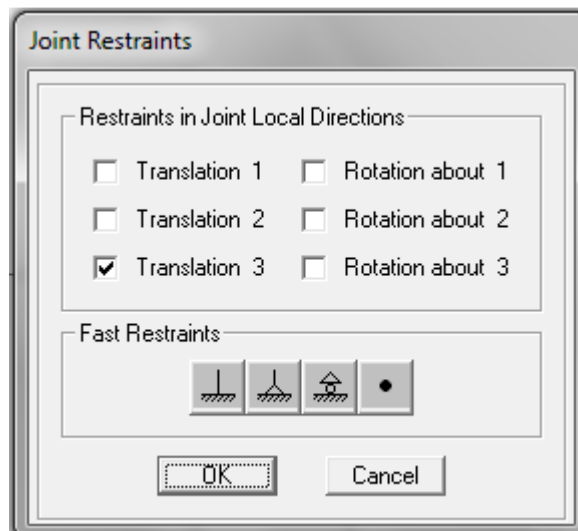 Joint Restraints
Restraints in Joint Local Directions
Translation 1 Rotation about 1
Translation 2 Rotation about 2
Translation 3 Rotation about 3
Fast Restraints
OK Cancel